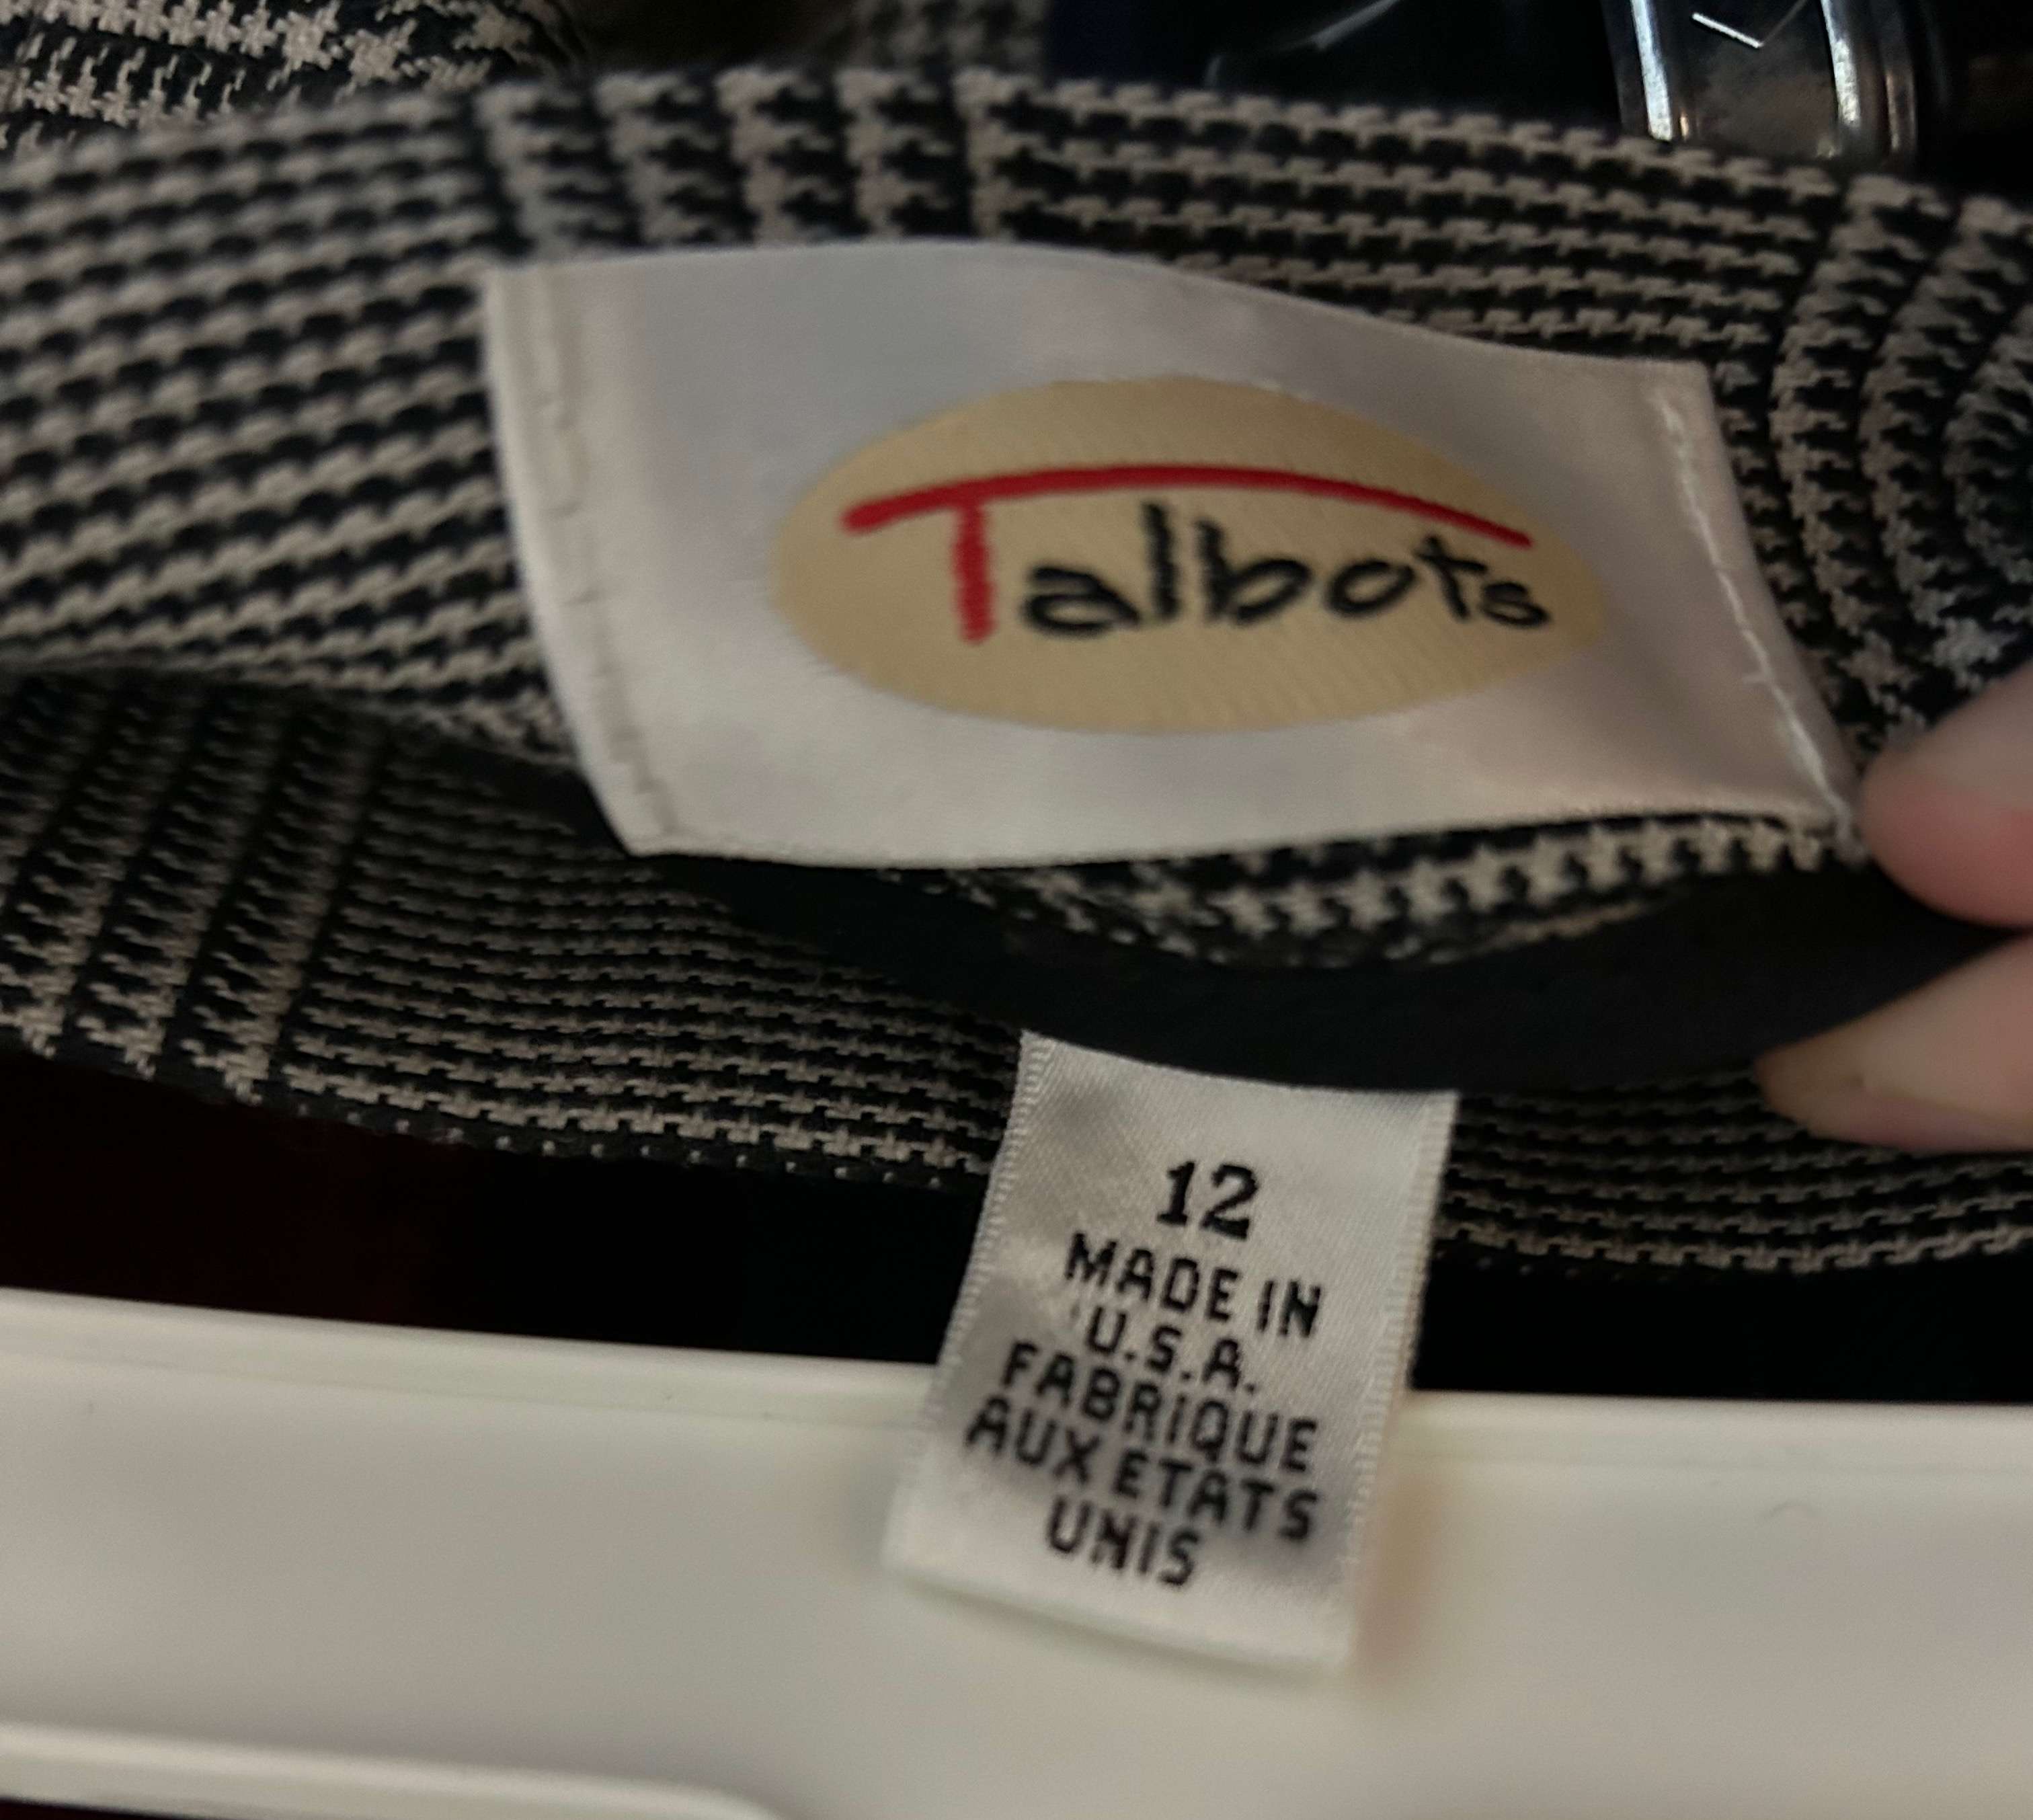 Talbots
12
MADE IN
U.S.A.
FABRIQUE
AUX ETATS
UNIS